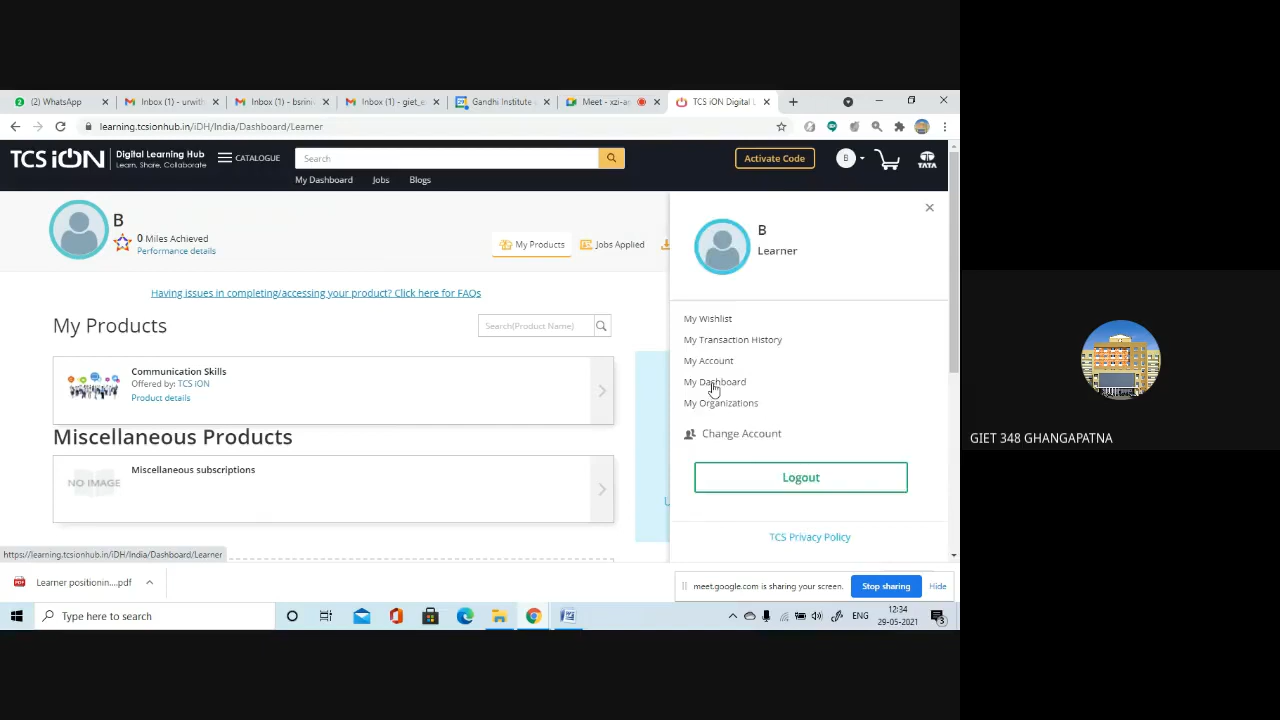 (2) WhatsApp
Inbox (1) - urwith
Inbox (1) - bsrini
Inbox (1) - giet_e
Gandhi Institute
Meet - xzi-a
TCS iON Digital L
learning.tcsionhub.in/iDH/India/Dashboard/Learner
TCS iON
Digital Learning Hub
Learn, Share, Collaborate
CATALOGUE
Search
Activate Code
B
TATA
My Dashboard
Jobs
Blogs
B
0 Miles Achieved
Performance details
My Products
Jobs Applied
B
Learner
Having issues in completing/accessing your product? Click here for FAQs
My Products
Search(Product Name)
Communication Skills
Offered by: TCS iON
Product details
Miscellaneous Products
Miscellaneous subscriptions
NO IMAGE
My Wishlist
My Transaction History
My Account
My Dashboard
My Organizations
Change Account
Logout
TCS Privacy Policy
https://learning.tcsionhub.in/iDH/India/Dashboard/Learner
Learner positionin....pdf
meet.google.com is sharing your screen.
Stop sharing
Hide
Type here to search
ENG
12:34
29-05-2021
3
GIET 348 GHANGAPATNA